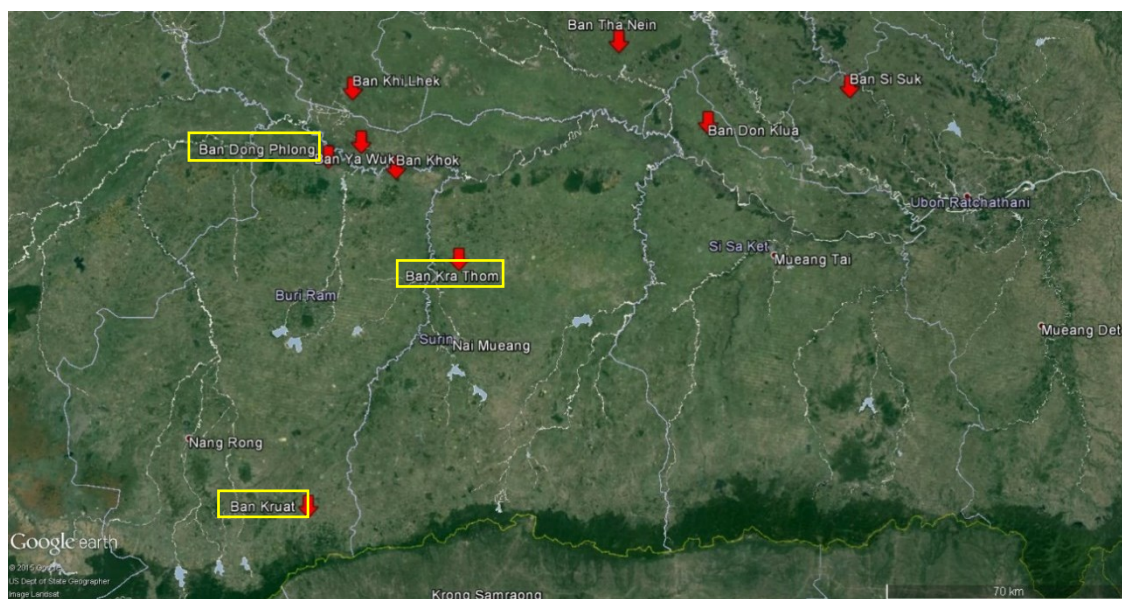 Ban Tha Nein
Ban Khi Lhek
Ban Si Suk
Ban Don Klua
Ban Dong Phlong
Ban Ya Wuk
Ban Khok
Ubon Ratchathani
Si Sa Ket
Mueang Tai
Ban Kra Thom
Buri Ram
Surin
Nai Mueang
Mueang Det
Nang Rong
Ban Kruat
Google earth
© 2015 Google
US Dept of State Geographer
Image Landsat
70 km
Krong Samraong